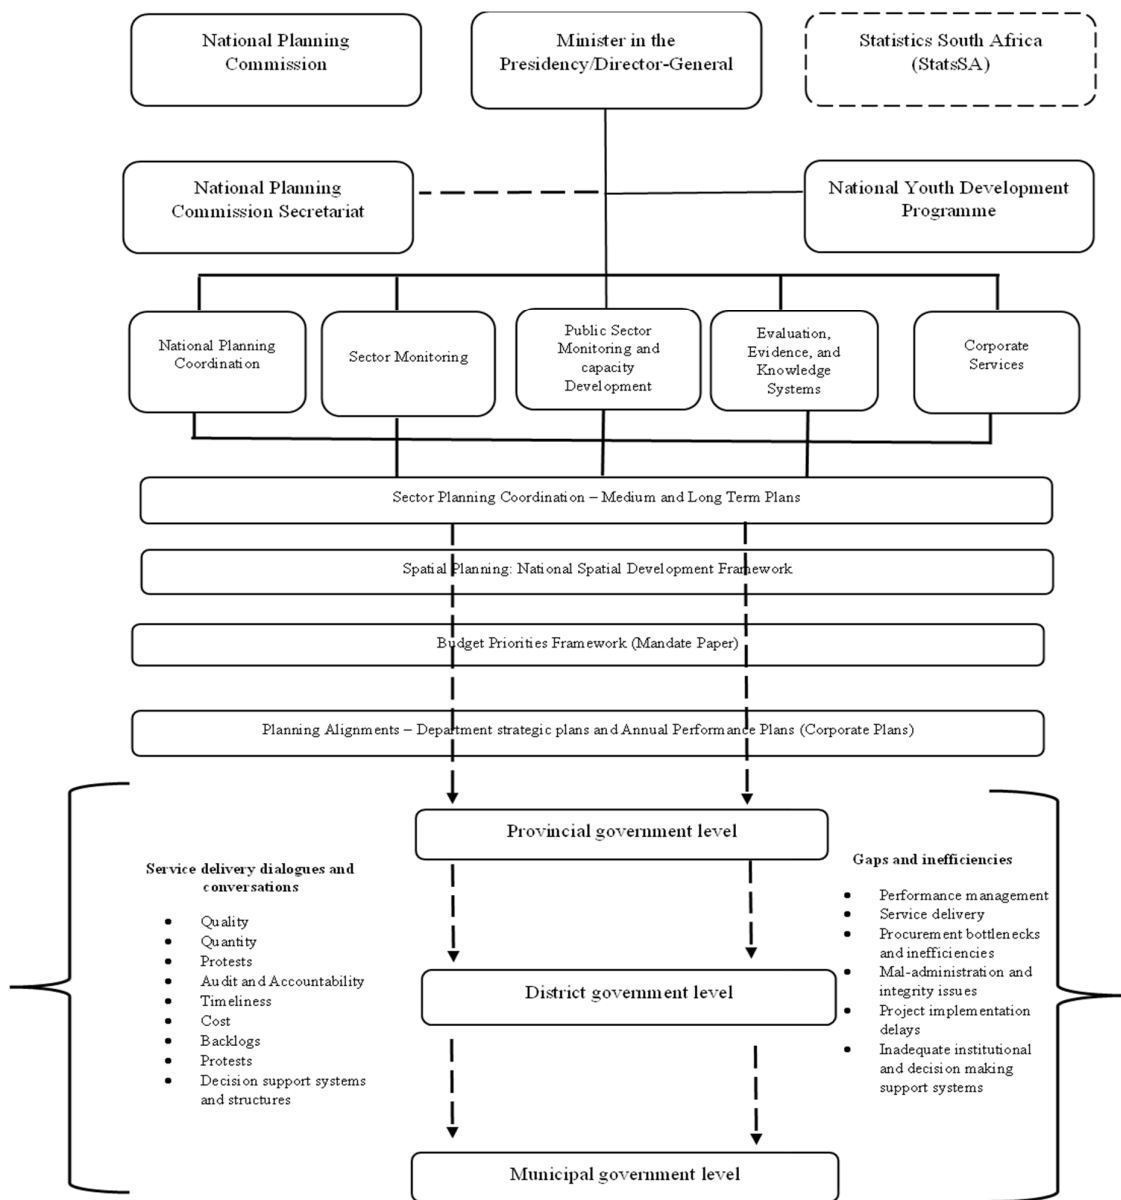 National Planning
Commission
Minister in the
Presidency/Director-General
Statistics South Africa
(StatsSA)
National Planning
Commission Secretariat
National Youth Development
Programme
National Planning
Coordination
Sector Monitoring
Public Sector
Monitoring and
capacity
Development
Evaluation,
Evidence, and
Knowledge
Systems
Corporate
Services
Sector Planning Coordination – Medium and Long Term Plans
Spatial Planning: National Spatial Development Framework
Budget Priorities Framework (Mandate Paper)
Planning Alignments – Department strategic plans and Annual Performance Plans (Corporate Plans)
Provincial government level
Service delivery dialogues and
conversations
• Quality
• Quantity
• Protests
• Audit and Accountability
• Timeliness
• Cost
• Backlogs
• Protests
• Decision support systems
and structures
District government level
Gaps and inefficiencies
• Performance management
• Service delivery
• Procurement bottlenecks
and inefficiencies
• Mal-administration and
integrity issues
• Project implementation
delays
• Inadequate institutional
and decision making
support systems
Municipal government level